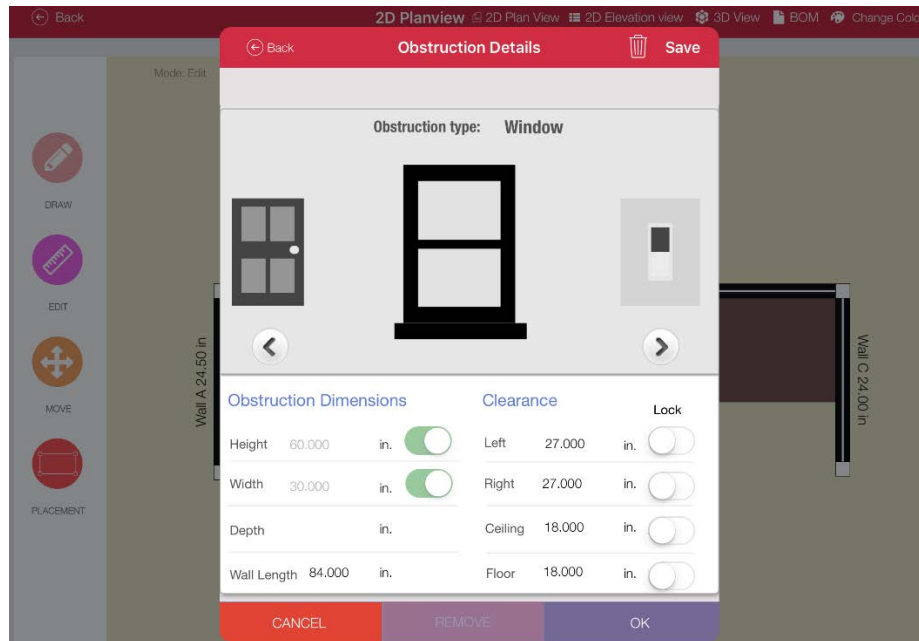 Back
2D Planview 2D Plan View 2D Elevation view 3D View BOM Change Colo
Back Obstruction Details Save
Mode: Edit
Obstruction type: Window
DRAW
EDIT
MOVE
PLACEMENT
Wall A 24.50 in
Wall C 24.00 in
Obstruction Dimensions Clearance Lock
Height 60.000 in. Left 27.000 in.
Width 30.000 in. Right 27.000 in.
Depth in. Ceiling 18.000 in.
Wall Length 84.000 in. Floor 18.000 in.
CANCEL REMOVE OK